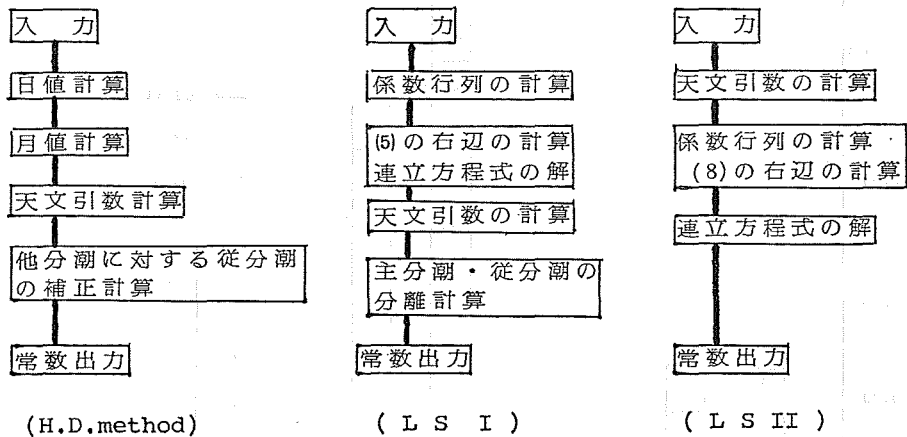 入 力
日値計算
月値計算
天文引数計算
他分潮に対する従分潮
の補正計算
常数出力
(H.D.method)
入 力
係数行列の計算
(5)の右辺の計算
連立方程式の解
天文引数の計算
主分潮・従分潮の
分離計算
常数出力
( L S I )
入 力
天文引数の計算
係数行列の計算
(8)の右辺の計算
連立方程式の解
常数出力
( L S II )